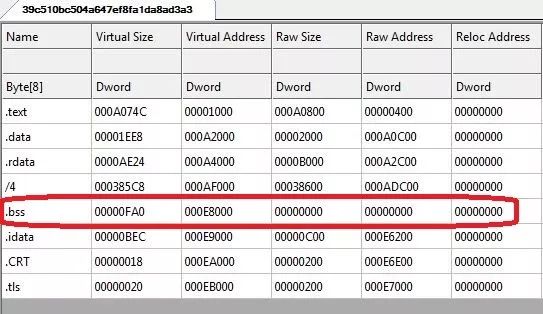 39c510bc504a647ef8fa1da8ad3a3
Name Virtual Size Virtual Address Raw Size Raw Address Reloc Address
Byte[8] Dword Dword Dword Dword Dword
.text 000A074C 00001000 000A0800 00000400 00000000
.data 00001EE8 000A2000 00002000 000A0C00 00000000
.rdata 0000AE24 000A4000 0000B000 000A2C00 00000000
/4 000385C8 000AF000 00038600 000ADC00 00000000
.bss 00000FA0 000E8000 00000000 00000000 00000000
.idata 00000BEC 000E9000 00000C00 000E6200 00000000
.CRT 00000018 000EA000 00000200 000E6E00 00000000
.tls 00000020 000EB000 00000200 000E7000 00000000